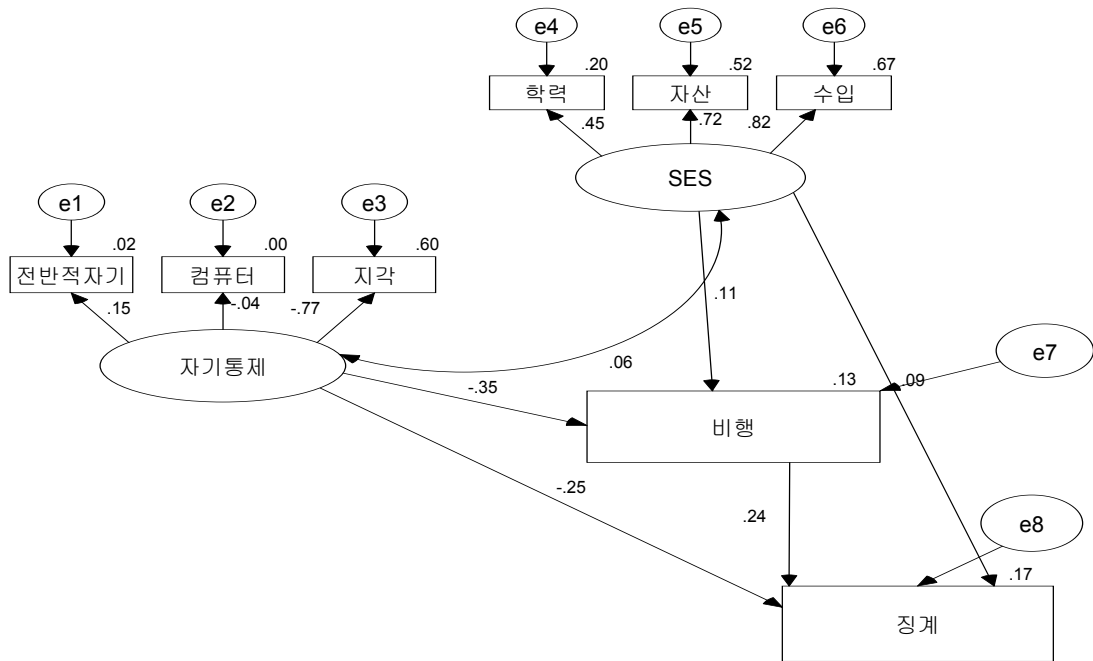 e4
e5
e6
.20
.52
.67
학력
자산
수입
.45
.72
.82
SES
e1
e2
e3
.02
.00
.60
전반적자기
컴퓨터
지각
.15
-.04
-.77
.11
자기통제
.06
e7
-.35
.13
.09
비행
-.25
.24
e8
.17
징계